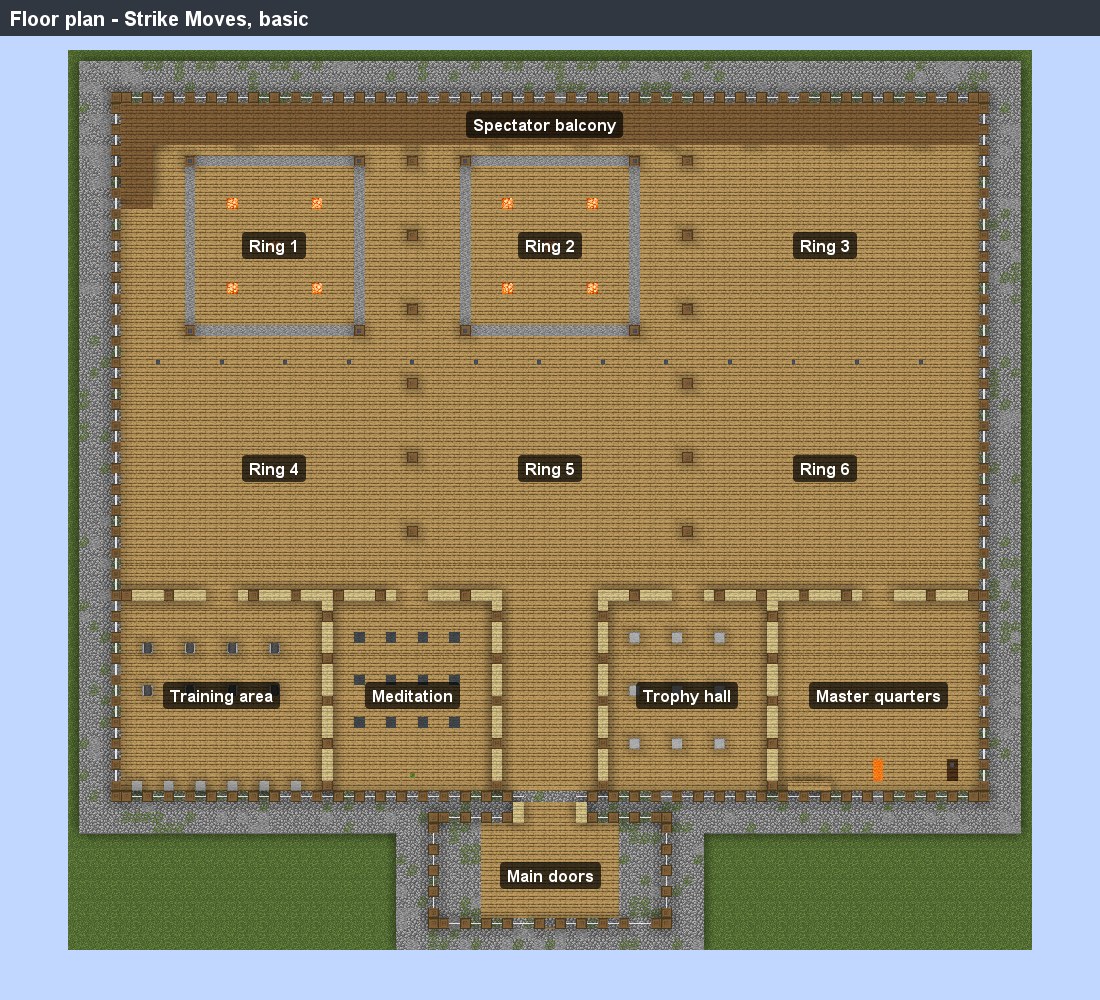 Floor plan - Strike Moves, basic
Spectator balcony
Ring 1
Ring 2
Ring 3
Ring 4
Ring 5
Ring 6
Training area
Meditation
Trophy hall
Master quarters
Main doors